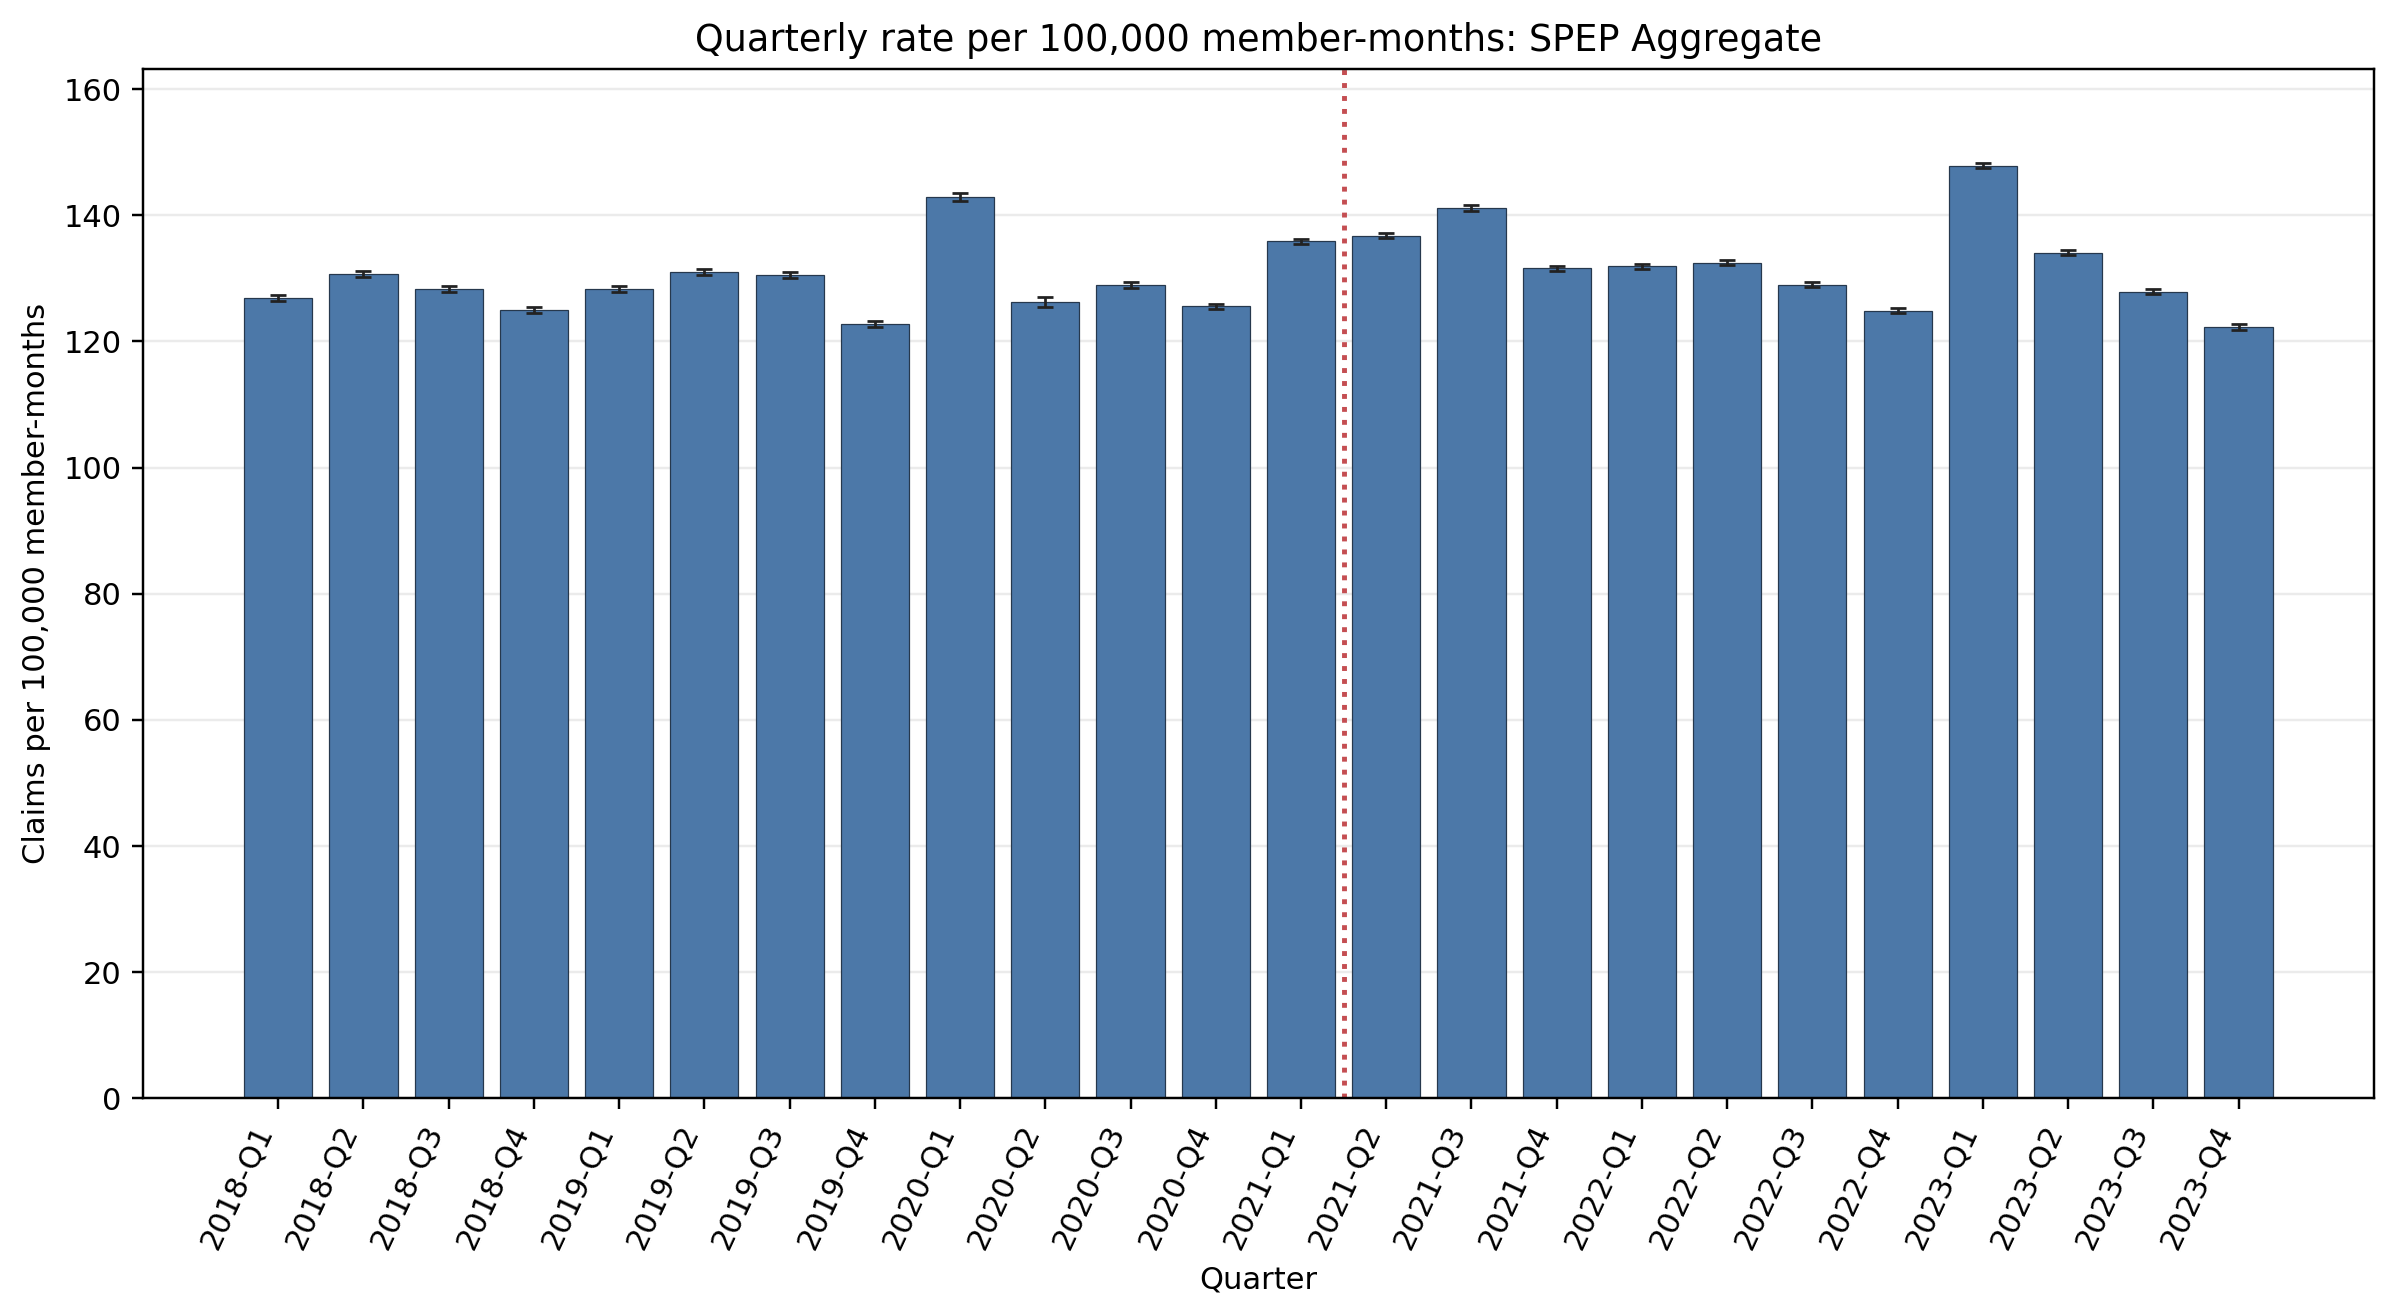 Quarterly rate per 100,000 member-months: SPEP Aggregate
Claims per 100,000 member-months
160
140
120
100
80
60
40
20
0
2018-Q1
2018-Q2
2018-Q3
2018-Q4
2019-Q1
2019-Q2
2019-Q3
2019-Q4
2020-Q1
2020-Q2
2020-Q3
2020-Q4
2021-Q1
2021-Q2
2021-Q3
2021-Q4
2022-Q1
2022-Q2
2022-Q3
2022-Q4
2023-Q1
2023-Q2
2023-Q3
2023-Q4
Quarter